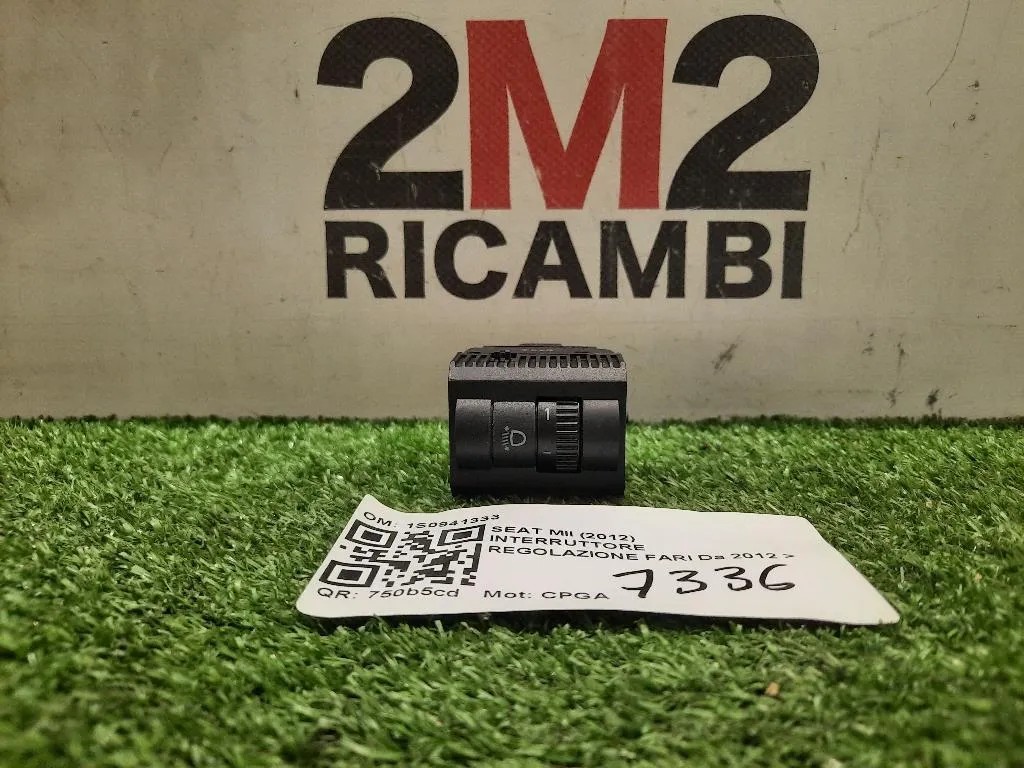 2M2
RICAMBI
1
OM: 1S0941333
SEAT MII (2012)
INTERRUTTORE
REGOLAZIONE FARI Da 2012 >
QR: 750b5cd Mot: CPGA 7336